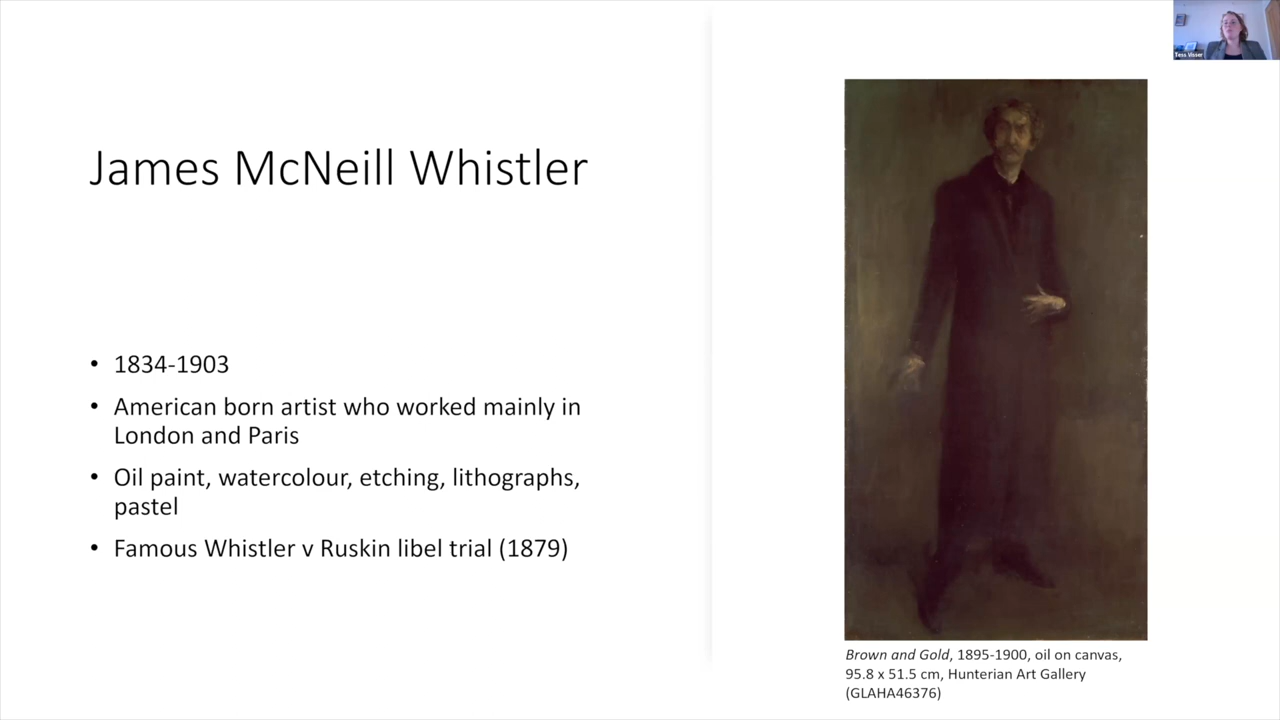 Tess Visser
James McNeill Whistler
• 1834-1903
• American born artist who worked mainly in
London and Paris
• Oil paint, watercolour, etching, lithographs,
pastel
• Famous Whistler v Ruskin libel trial (1879)
Brown and Gold, 1895-1900, oil on canvas,
95.8 x 51.5 cm, Hunterian Art Gallery
(GLAHA46376)